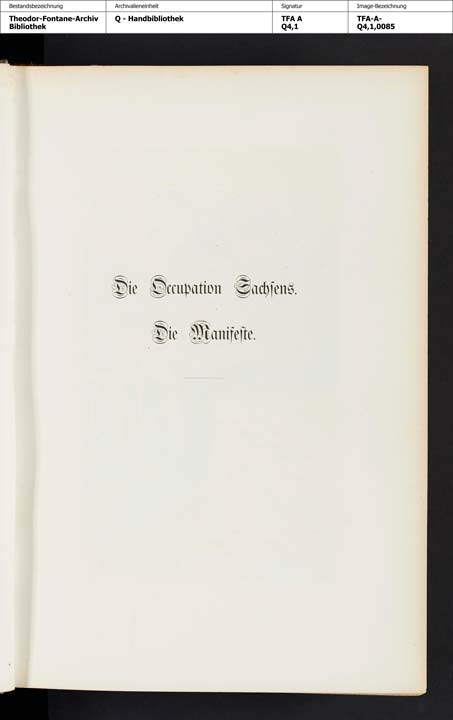 Bestandsbezeichnung Archivalieneinheit Signatur Image-Bezeichnung
Theodor-Fontane-Archiv Q - Handbibliothek TFA A TFA-A-
Bibliothek Q4,1 Q4,1,0085
Die Occupation Sachsens.
Die Manifeste.